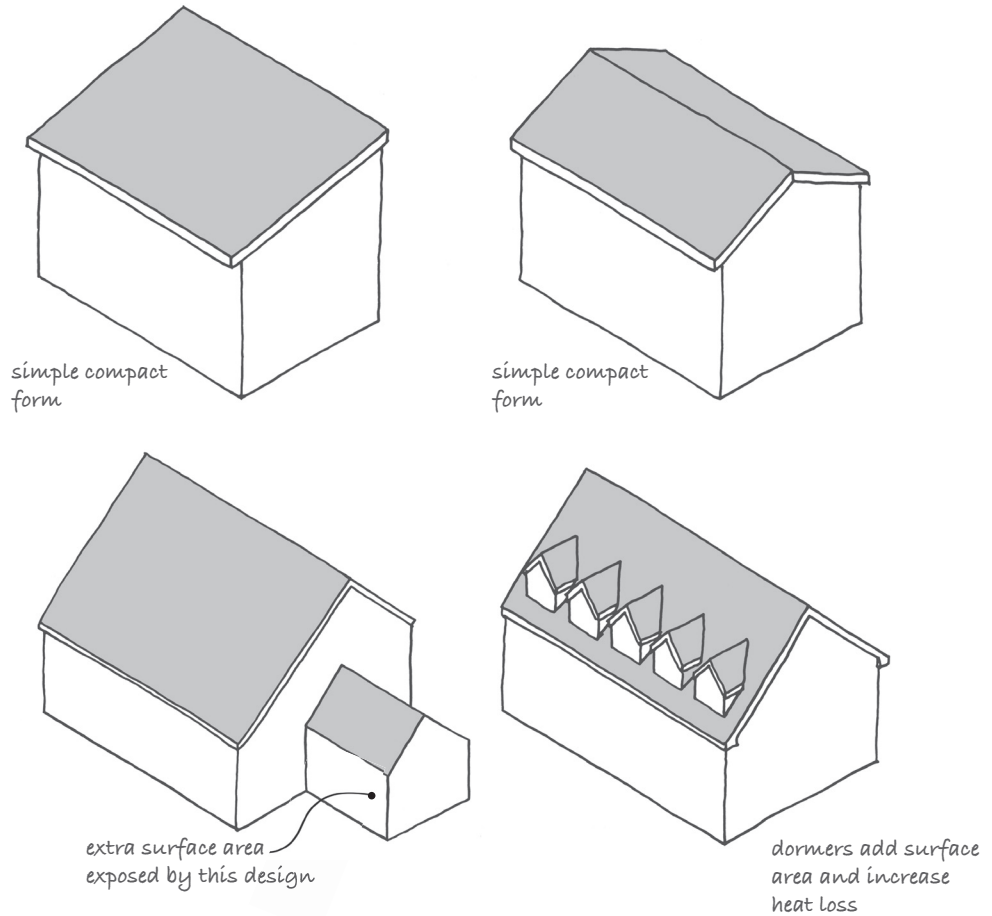 simple compact
form
simple compact
form
extra surface area
exposed by this design
dormers add surface
area and increase
heat loss